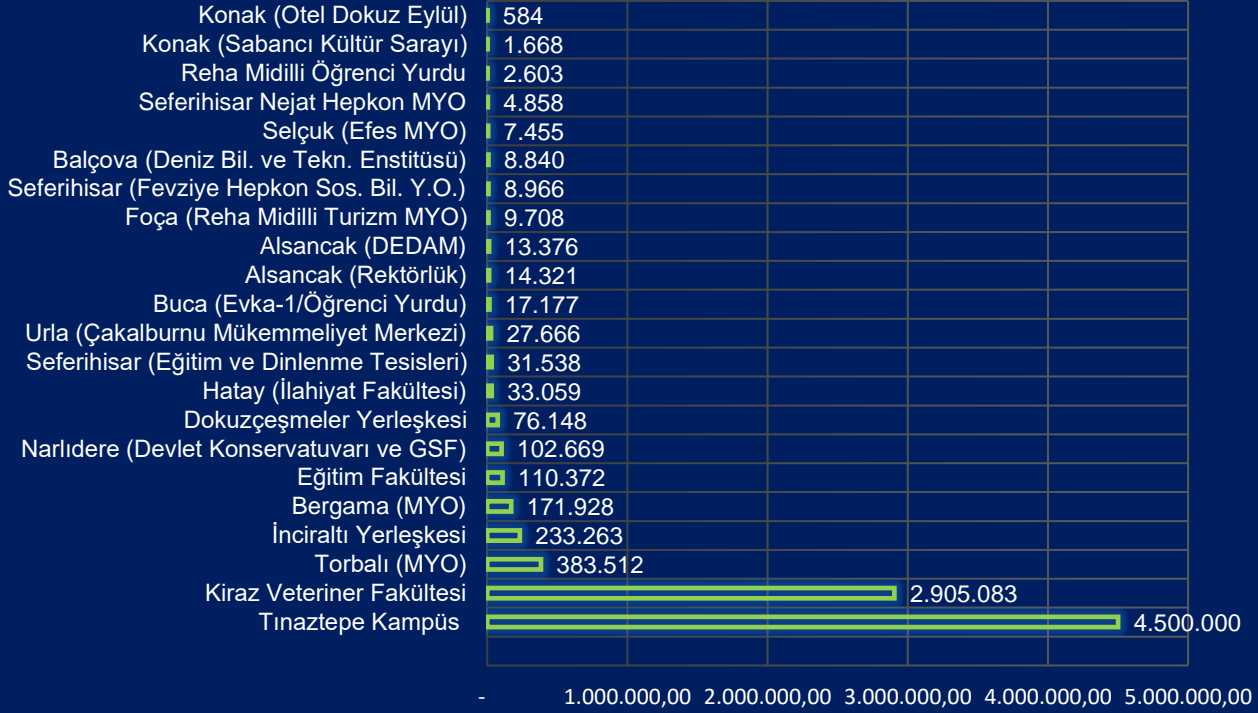 Konak (Otel Dokuz Eylül) 584
Konak (Sabancı Kültür Sarayı) 1.668
Reha Midilli Öğrenci Yurdu 2.603
Seferihisar Nejat Hepkon MYO 4.858
Selçuk (Efes MYO) 7.455
Balçova (Deniz Bil. ve Tekn. Enstitüsü) 8.840
Seferihisar (Fevziye Hepkon Sos. Bil. Y.O.) 8.966
Foça (Reha Midilli Turizm MYO) 9.708
Alsancak (DEDAM) 13.376
Alsancak (Rektörlük) 14.321
Buca (Evka-1/Öğrenci Yurdu) 17.177
Urla (Çakalburnu Mükemmeliyet Merkezi) 27.666
Seferihisar (Eğitim ve Dinlenme Tesisleri) 31.538
Hatay (İlahiyat Fakültesi) 33.059
Dokuzçeşmeler Yerleşkesi 76.148
Narlıdere (Devlet Konservatuvarı ve GSF) 102.669
Eğitim Fakültesi 110.372
Bergama (MYO) 171.928
İnciraltı Yerleşkesi 233.263
Torbalı (MYO) 383.512
Kiraz Veteriner Fakültesi 2.905.083
Tınaztepe Kampüs 4.500.000
- 1.000.000,00 2.000.000,00 3.000.000,00 4.000.000,00 5.000.000,00